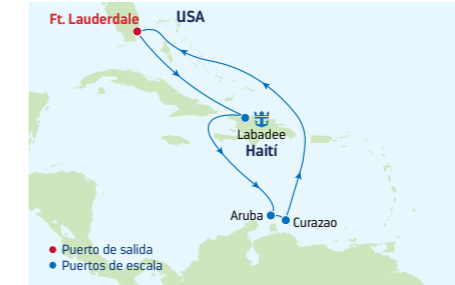 Ft. Lauderdale
USA
Labadee
Haití
Aruba
Curazao
Puerto de salida
Puertos de escala